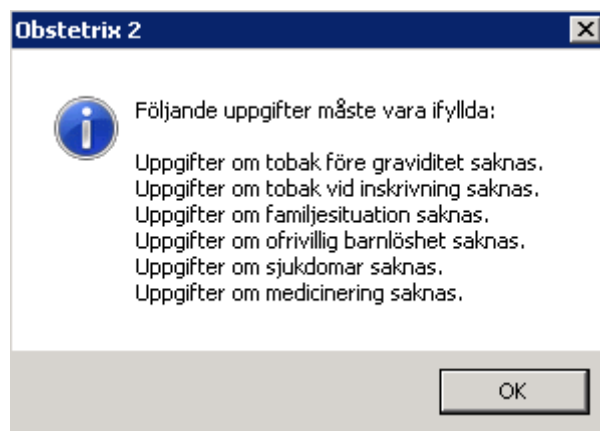 Obstetrix 2
Följande uppgifter måste vara ifyllda:
Uppgifter om tobak före graviditet saknas.
Uppgifter om tobak vid inskrivning saknas.
Uppgifter om familjesituation saknas.
Uppgifter om ofrivillig barnlöshet saknas.
Uppgifter om sjukdomar saknas.
Uppgifter om medicinering saknas.
OK